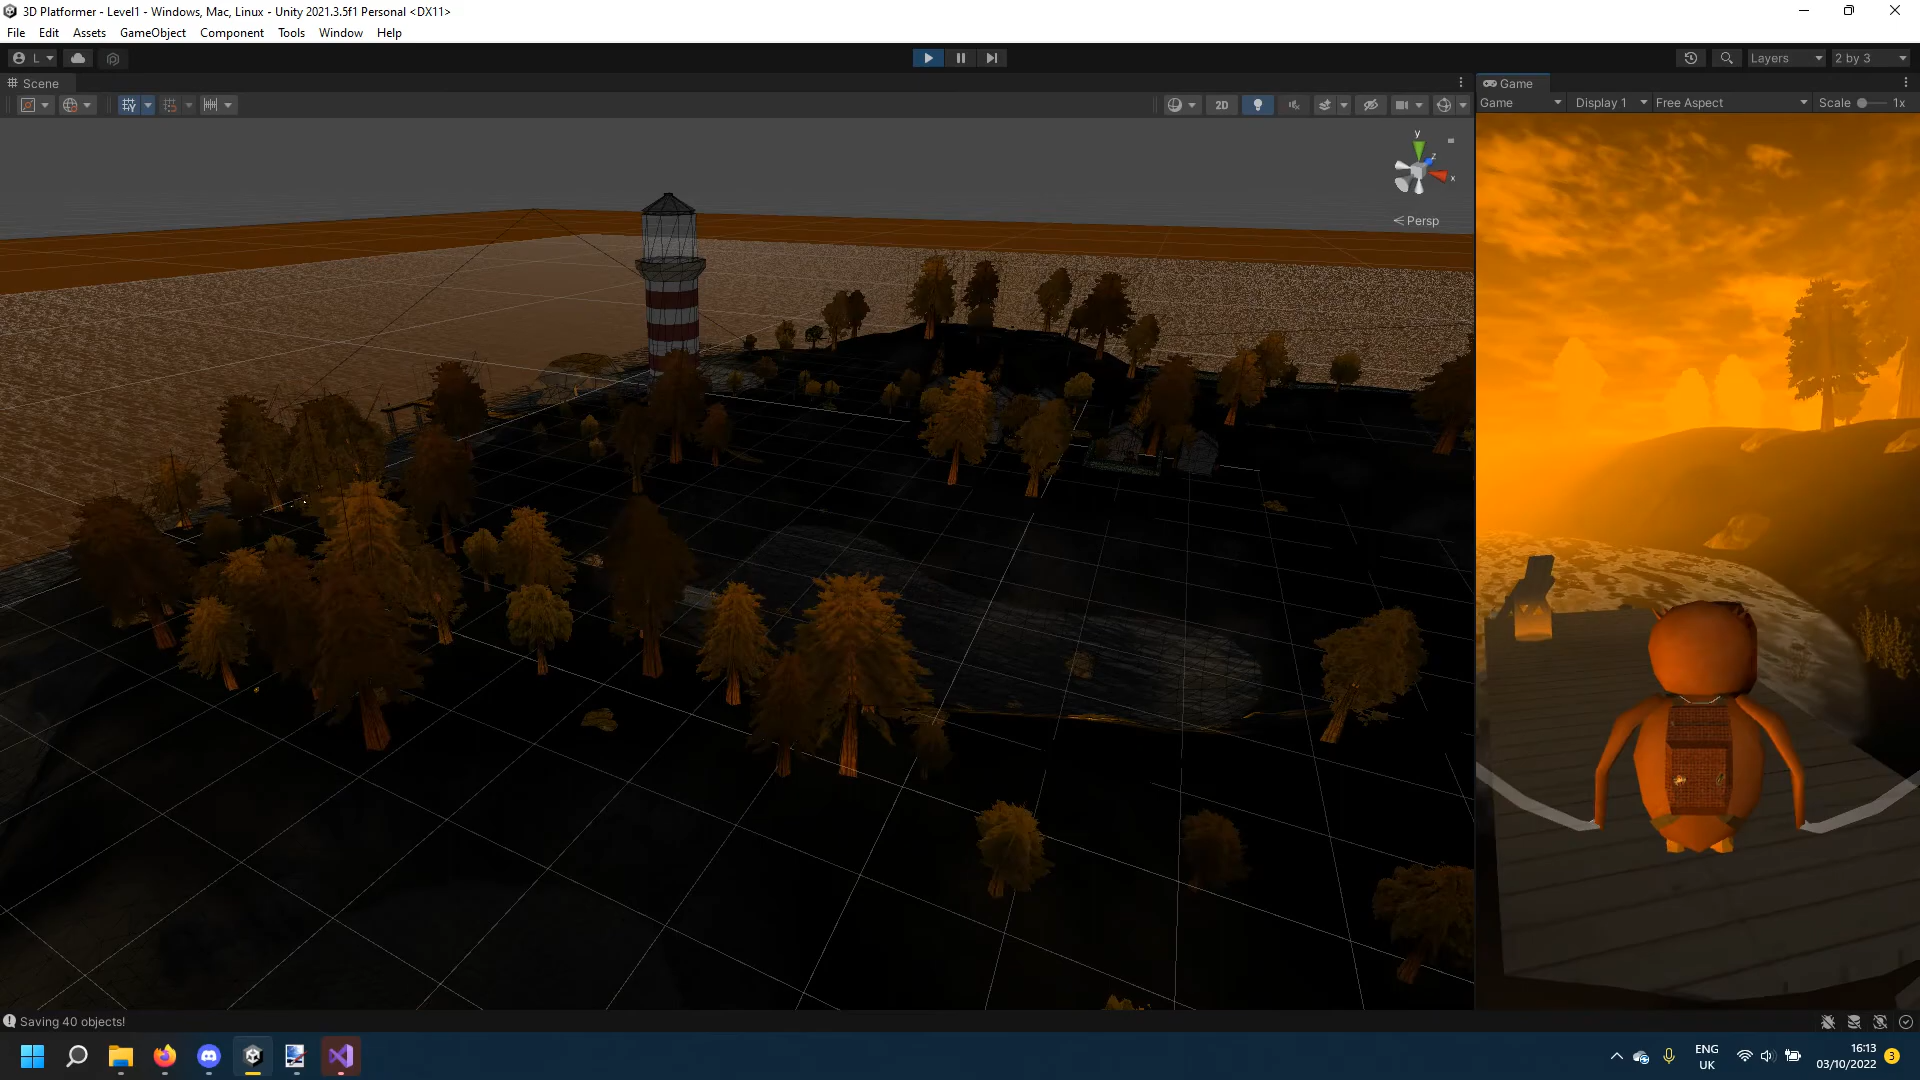 3D Platformer - Level1 - Windows, Mac, Linux - Unity 2021.3.5f1 Personal <DX11>
File Edit Assets GameObject Component Tools Window Help
L Layers 2 by 3
Scene Game
2D Game Display 1 Free Aspect Scale 1x
y
z
x
Persp
Saving 40 objects!
ENG
UK
16:13
03/10/2022
3